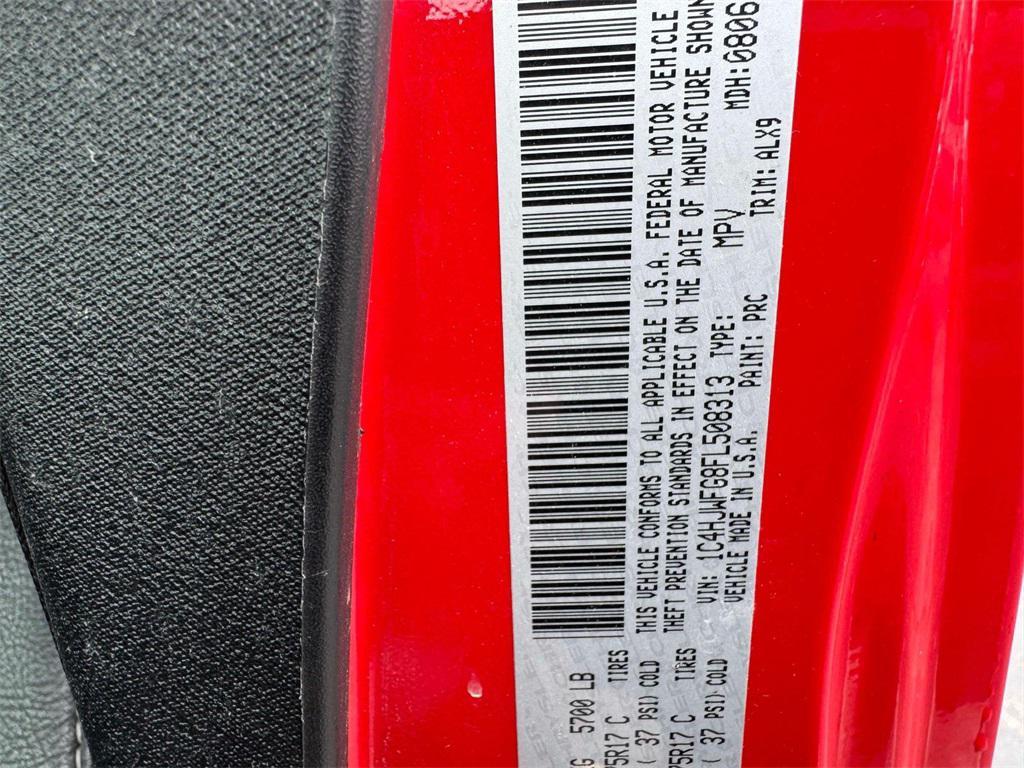 G 5700 LB TIRES
5R17 C
( 37 PSI) COLD
THIS VEHICLE CONFORMS TO ALL APPLICABLE U.S.A. FEDERAL MOTOR VEHICLE
THEFT PREVENTION STANDARDS IN EFFECT ON THE DATE OF MANUFACTURE SHOWN
5R17 C TIRES
( 37 PSI) COLD
VIN: 1C4HJWFG8FL508313 TYPE: MPV MDH:0806
VEHICLE MADE IN U.S.A. PAINT: PRC TRIM: ALX9